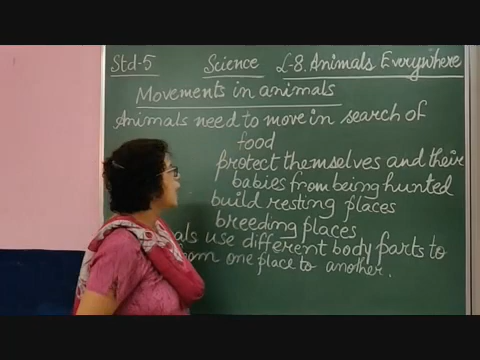 Std-5 Science L-8. Animals Everywhere
Movements in animals
Animals need to move in search of
food
protect themselves and their
babies from being hunted
build resting places
breeding places
als use different body parts to
from one place to another.